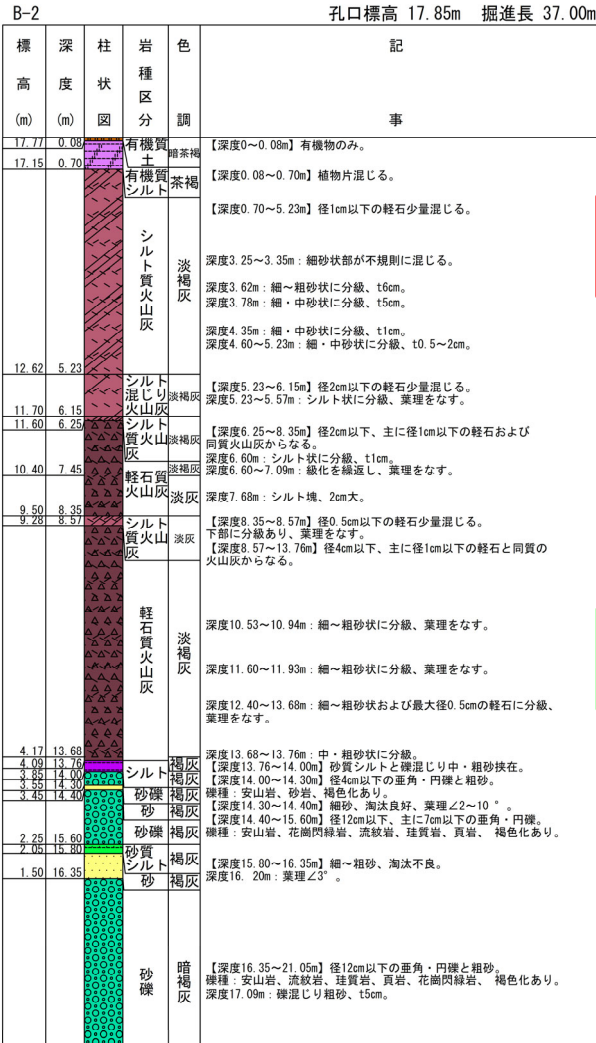 B-2
孔口標高 17.85m 掘進長 37.00m
標高(m) 深度(m) 柱状図 岩種区分 色調 記事
17.77 0.08 有機質土 暗茶褐 【深度0～0.08m】有機物のみ。
17.15 0.70
有機質シルト 茶褐 【深度0.08～0.70m】植物片混じる。
シルト質火山灰 淡褐灰 【深度0.70～5.23m】径1cm以下の軽石少量混じる。
深度3.25～3.35m：細砂状部が不規則に混じる。
深度3.62m：細～粗砂状に分級、t6cm。
深度3.78m：細・中砂状に分級、t5cm。
深度4.35m：細・中砂状に分級、t1cm。
深度4.60～5.23m：細・中砂状に分級、t0.5～2cm。
12.62 5.23
シルト混じり火山灰 淡褐灰 【深度5.23～6.15m】径2cm以下の軽石少量混じる。
深度5.23～5.57m：シルト状に分級、葉理をなす。
11.70 6.15
11.60 6.25
シルト質火山灰 淡褐灰 【深度6.25～8.35m】径2cm以下、主に径1cm以下の軽石および
同質火山灰からなる。
深度6.60m：シルト状に分級、t1cm。
10.40 7.45 淡褐灰 深度6.60～7.09m：級化を繰返し、葉理をなす。
軽石質火山灰 淡灰 深度7.68m：シルト塊、2cm大。
9.50 8.35
9.28 8.57
シルト質火山灰 淡灰 【深度8.35～8.57m】径0.5cm以下の軽石少量混じる。
下部に分級あり、葉理をなす。
【深度8.57～13.76m】径4cm以下、主に径1cm以下の軽石と同質の
火山灰からなる。
軽石質火山灰 淡褐灰 深度10.53～10.94m：細～粗砂状に分級、葉理をなす。
深度11.60～11.93m：細～粗砂状に分級、葉理をなす。
深度12.40～13.68m：細～粗砂状および最大径0.5cmの軽石に分級、
葉理をなす。
4.17 13.68 深度13.68～13.76m：中・粗砂状に分級。
4.09 13.76 シルト 褐灰 【深度13.76～14.00m】砂質シルトと礫混じり中・粗砂挟在。
3.85 14.00 褐灰 【深度14.00～14.30m】径4cm以下の亜角・円礫と粗砂。
3.55 14.30 砂礫 褐灰 礫種：安山岩、砂岩、褐色化あり。
3.45 14.40 砂 褐灰 【深度14.30～14.40m】細砂、淘汰良好、葉理∠2～10 °。
【深度14.40～15.60m】径12cm以下、主に7cm以下の亜角・円礫。
砂礫 褐灰 礫種：安山岩、花崗閃緑岩、流紋岩、珪質岩、頁岩、 褐色化あり。
2.25 15.60
2.05 15.80
砂質シルト 褐灰 【深度15.80～16.35m】細～粗砂、淘汰不良。
1.50 16.35 砂 褐灰 深度16. 20m：葉理∠3° 。
砂礫 暗褐灰 【深度16.35～21.05m】径12cm以下の亜角・円礫と粗砂。
礫種：安山岩、流紋岩、珪質岩、頁岩、花崗閃緑岩、 褐色化あり。
深度17.09m：礫混じり粗砂、t5cm。